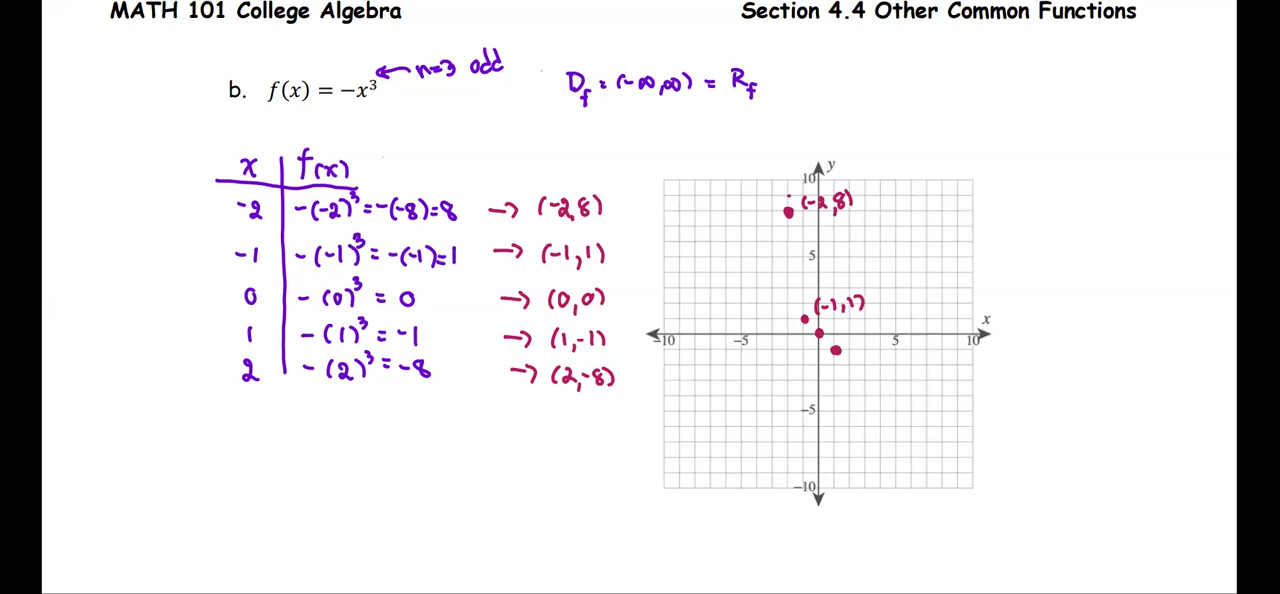 MATH 101 College Algebra Section 4.4 Other Common Functions
b. f(x) = −x³ ← n=3 odd D_f = (-∞,∞) = R_f
x f(x)
-2 -(-2)³ = -(-8) = 8 → (-2,8)
-1 -(-1)³ = -(-1) = 1 → (-1,1)
0 -(0)³ = 0 → (0,0)
1 -(1)³ = -1 → (1,-1)
2 -(2)³ = -8 → (2,-8)
y
10
(-2,8)
5
(-1,1)
x
−10 −5 5 10
−5
−10